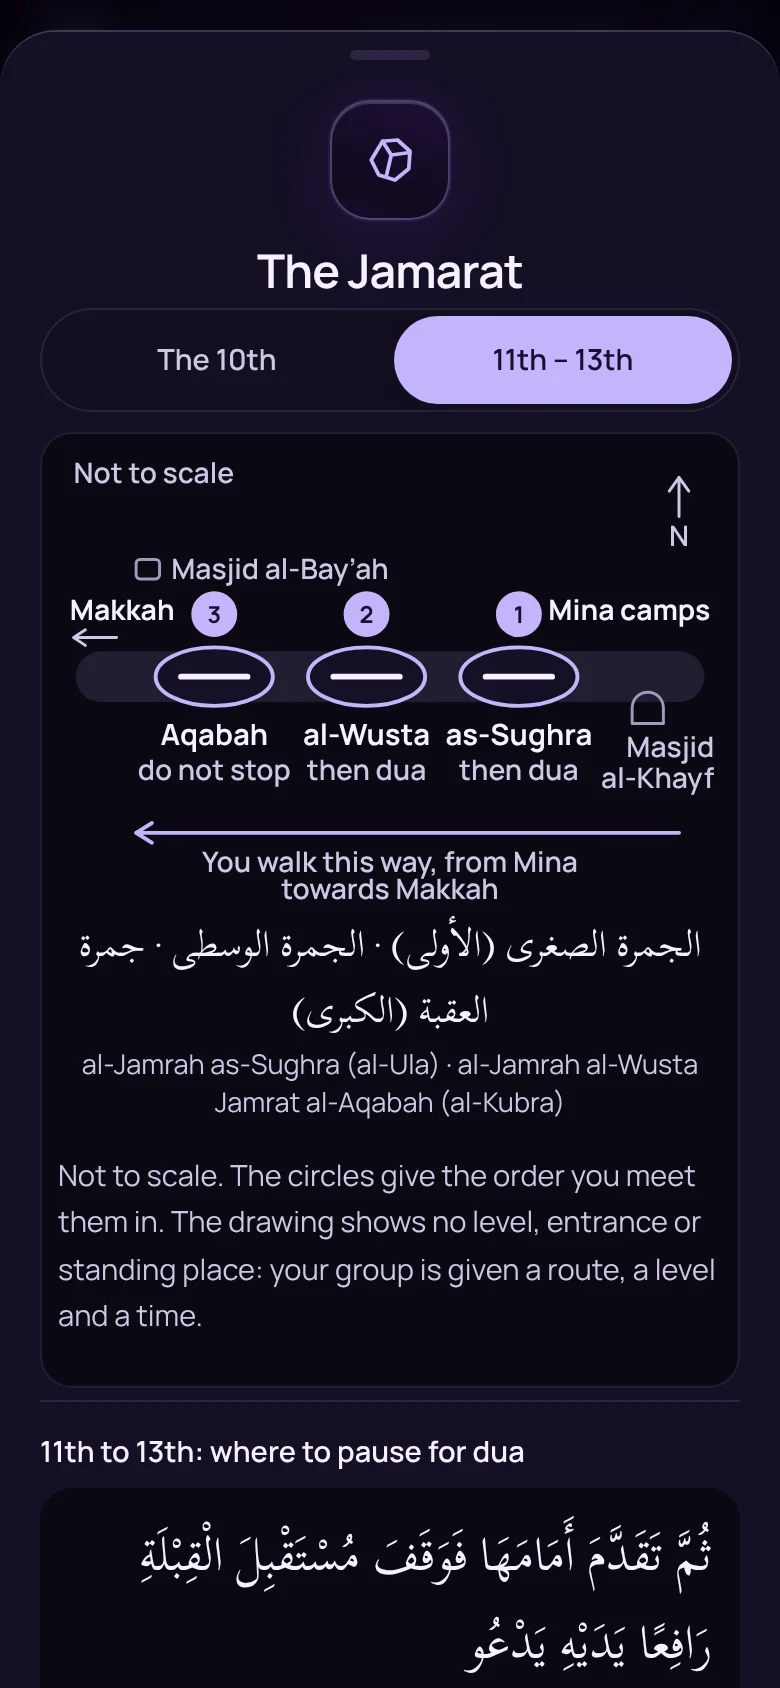 The Jamarat
The 10th
11th – 13th
Not to scale
N
Masjid al-Bay’ah
Makkah
3
2
1
Mina camps
Aqabah
do not stop
al-Wusta
then dua
as-Sughra
then dua
Masjid
al-Khayf
You walk this way, from Mina
towards Makkah
الجمرة الصغرى (الأولى) · الجمرة الوسطى · جمرة
العقبة (الكبرى)
al-Jamrah as-Sughra (al-Ula) · al-Jamrah al-Wusta
Jamrat al-Aqabah (al-Kubra)
Not to scale. The circles give the order you meet
them in. The drawing shows no level, entrance or
standing place: your group is given a route, a level
and a time.
11th to 13th: where to pause for dua
ثُمَّ تَقَدَّمَ أَمَامَهَا فَوَقَفَ مُسْتَقْبِلَ الْقِبْلَةِ
رَافِعًا يَدَيْهِ يَدْعُو